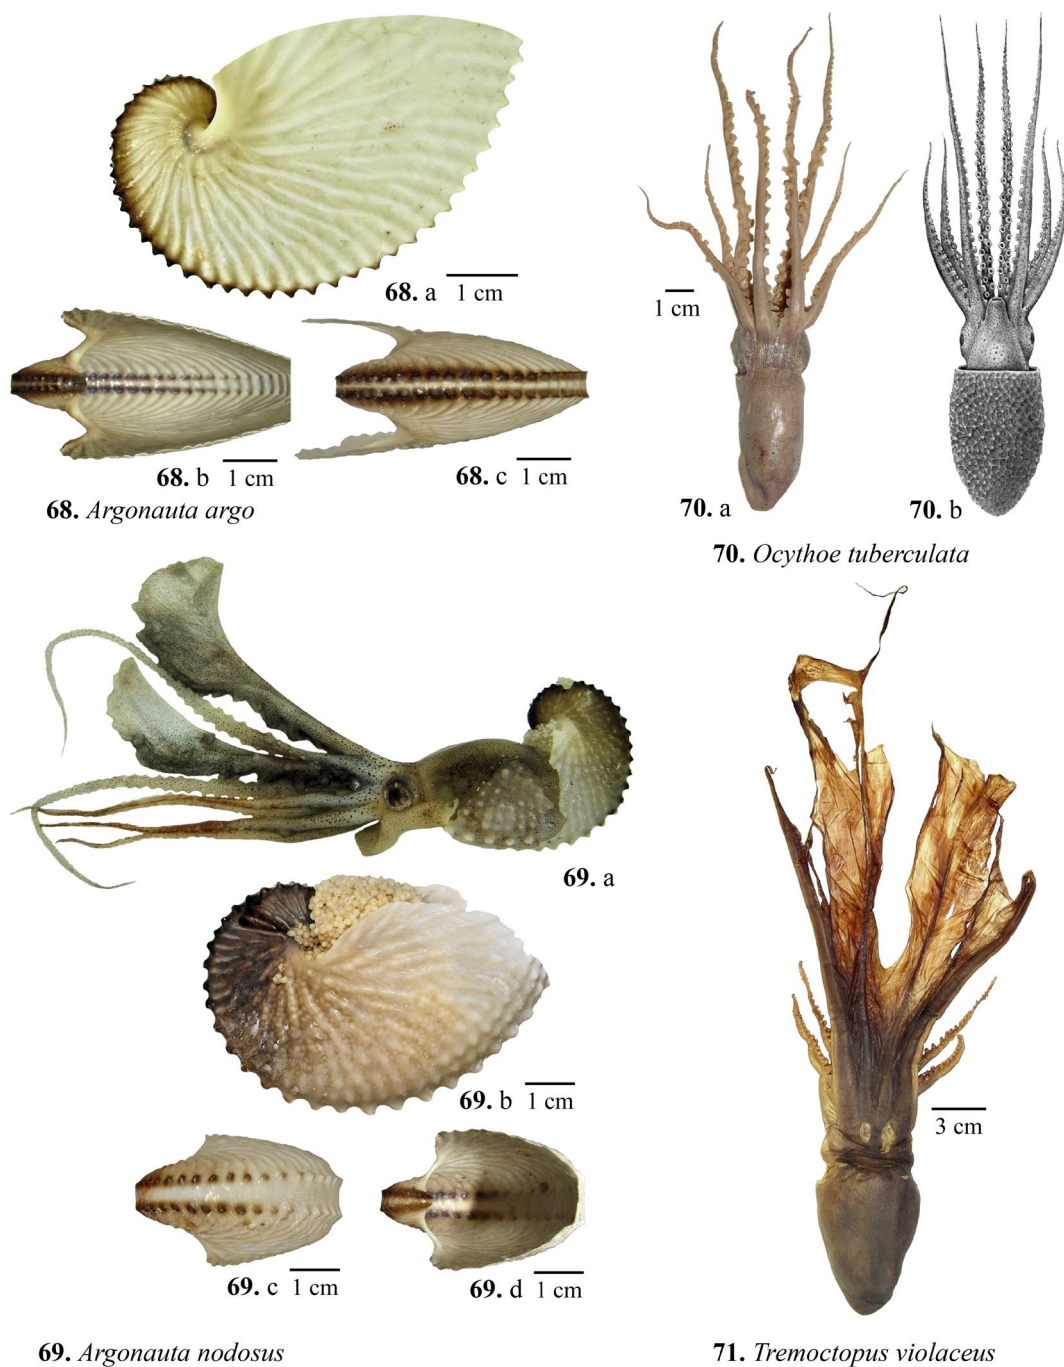 68. a 1 cm
68. b 1 cm
68. c 1 cm
68. Argonauta argo
1 cm
70. a
70. b
70. Ocythoe tuberculata
69. a
69. b 1 cm
69. c 1 cm
69. d 1 cm
69. Argonauta nodosus
3 cm
71. Tremoctopus violaceus